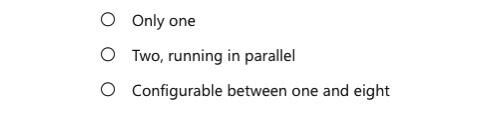 Only one
Two, running in parallel
Configurable between one and eight